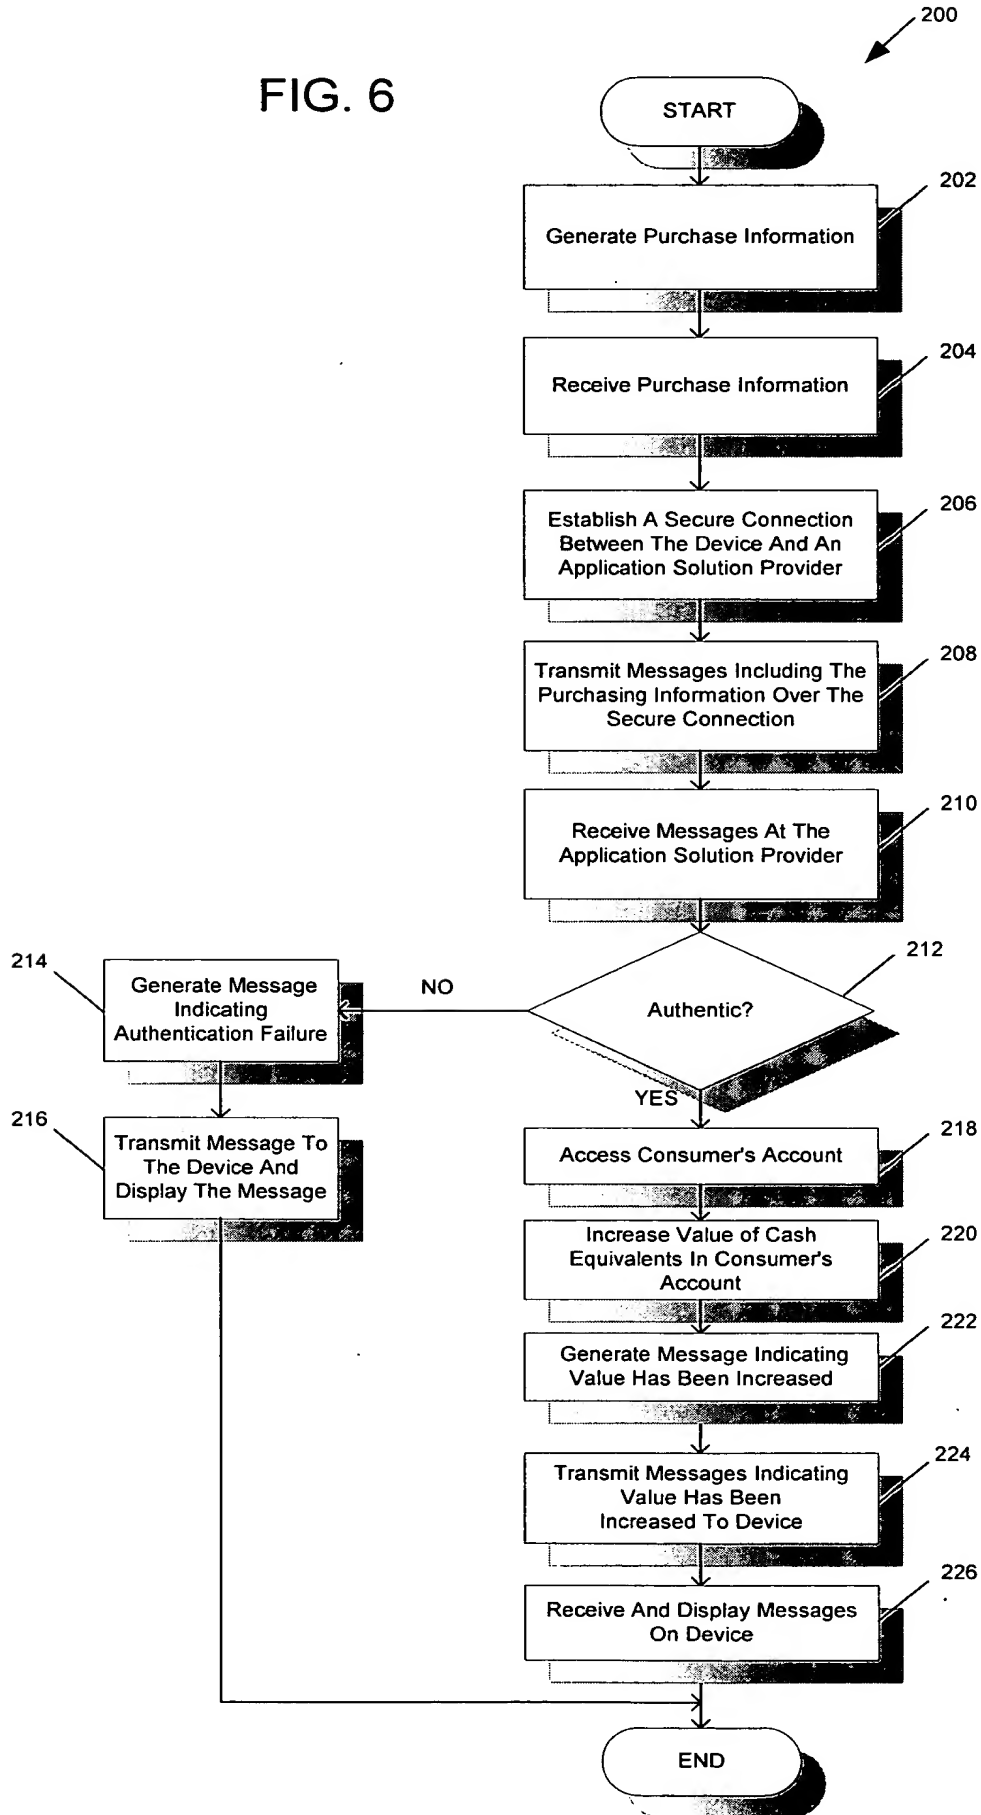 200
FIG. 6
START
202
Generate Purchase Information
204
Receive Purchase Information
206
Establish A Secure Connection
Between The Device And An
Application Solution Provider
208
Transmit Messages Including The
Purchasing Information Over The
Secure Connection
210
Receive Messages At The
Application Solution Provider
212
Authentic?
NO
214
Generate Message
Indicating
Authentication Failure
216
Transmit Message To
The Device And
Display The Message
YES
218
Access Consumer's Account
220
Increase Value of Cash
Equivalents In Consumer's
Account
222
Generate Message Indicating
Value Has Been Increased
224
Transmit Messages Indicating
Value Has Been
Increased To Device
226
Receive And Display Messages
On Device
END